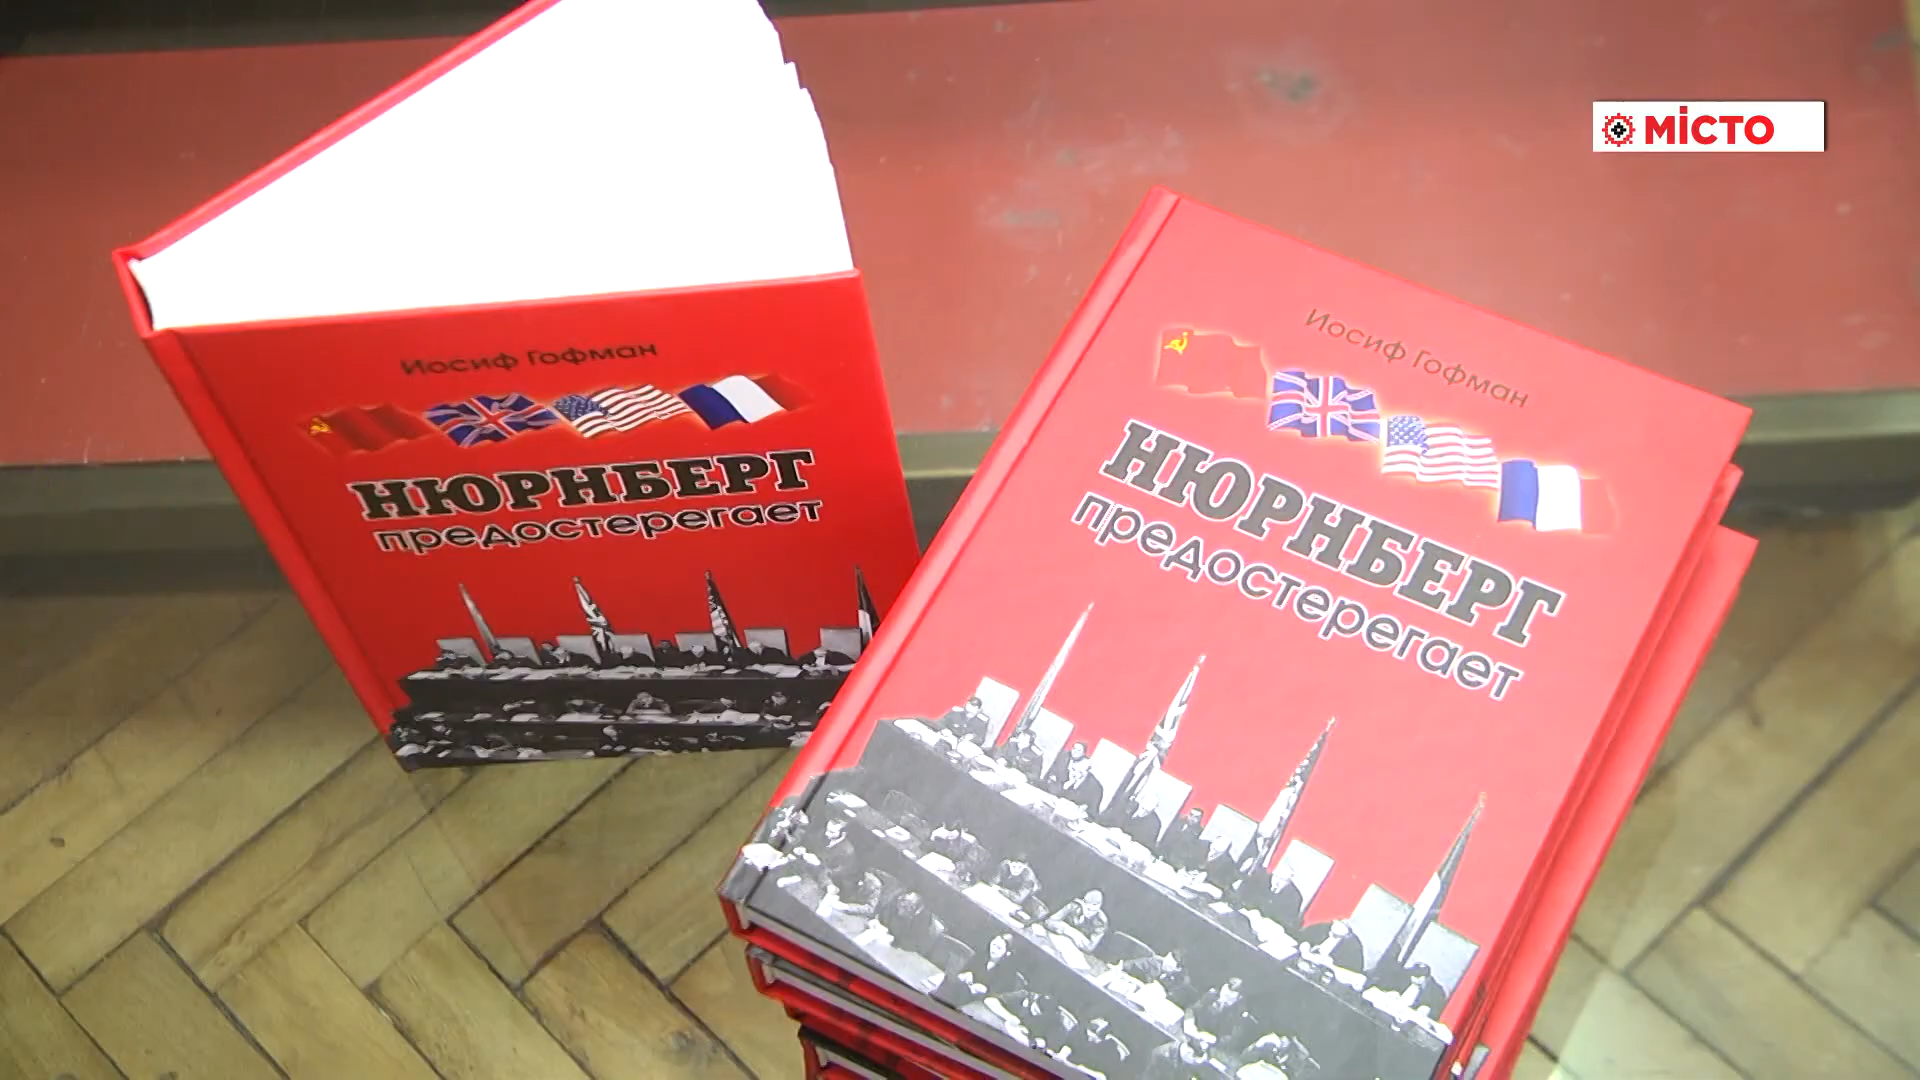 МІСТО
Иосиф Гофман
НЮРНБЕРГ
предостерегает
Иосиф Гофман
НЮРНБЕРГ
предостерегает